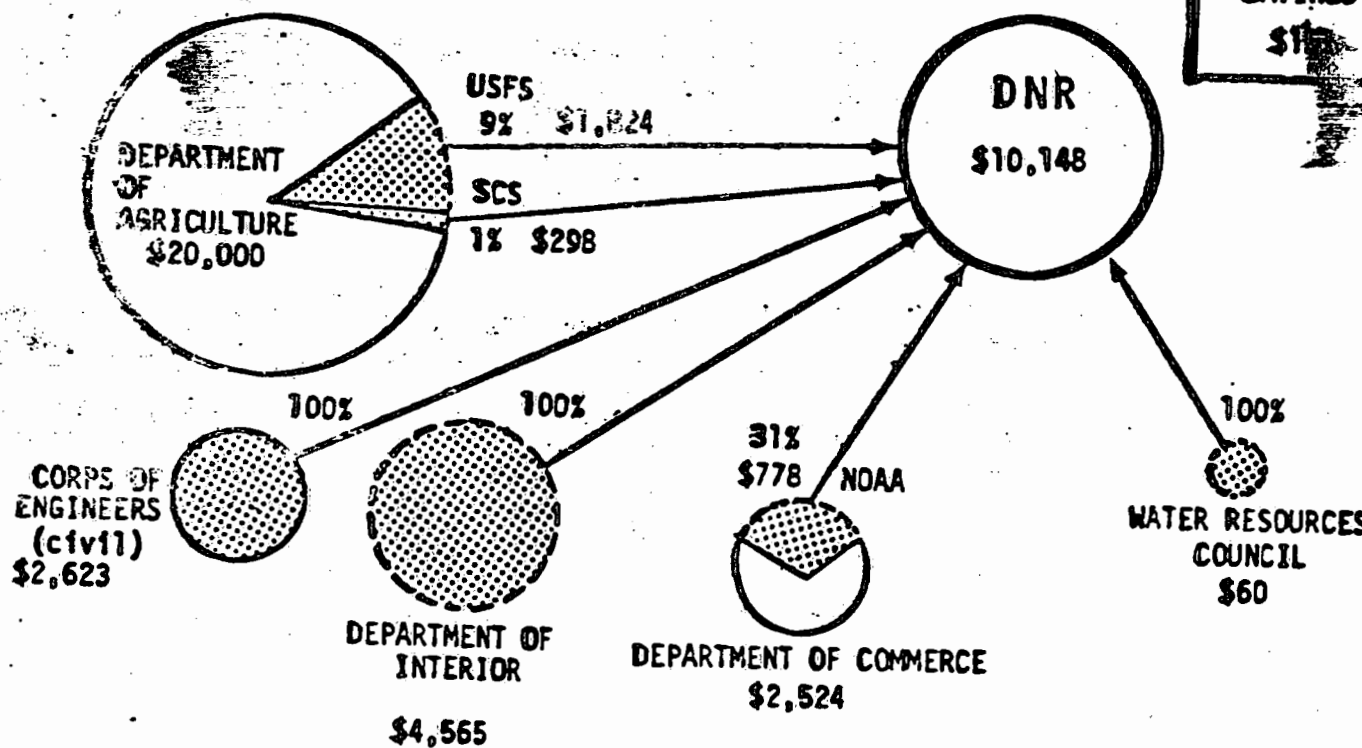 DNR
$10,148
USFS
9% $1,824
SCS
1% $298
DEPARTMENT
OF
AGRICULTURE
$20,000
100%
CORPS OF
ENGINEERS
(civil)
$2,623
100%
DEPARTMENT OF
INTERIOR
$4,565
31%
$778 NOAA
DEPARTMENT OF COMMERCE
$2,524
100%
WATER RESOURCES
COUNCIL
$60